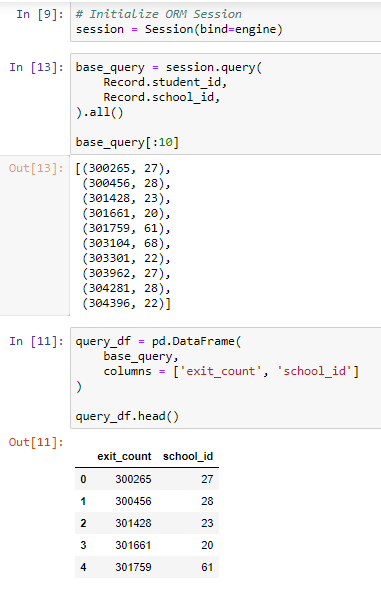 In [9]: # Initialize ORM Session
session = Session(bind=engine)
In [13]: base_query = session.query(
    Record.student_id,
    Record.school_id,
).all()

base_query[:10]
Out[13]: [(300265, 27),
 (300456, 28),
 (301428, 23),
 (301661, 20),
 (301759, 61),
 (303104, 68),
 (303301, 22),
 (303962, 27),
 (304281, 28),
 (304396, 22)]
In [11]: query_df = pd.DataFrame(
    base_query,
    columns = ['exit_count', 'school_id']
)

query_df.head()
Out[11]:
exit_count school_id
0 300265 27
1 300456 28
2 301428 23
3 301661 20
4 301759 61